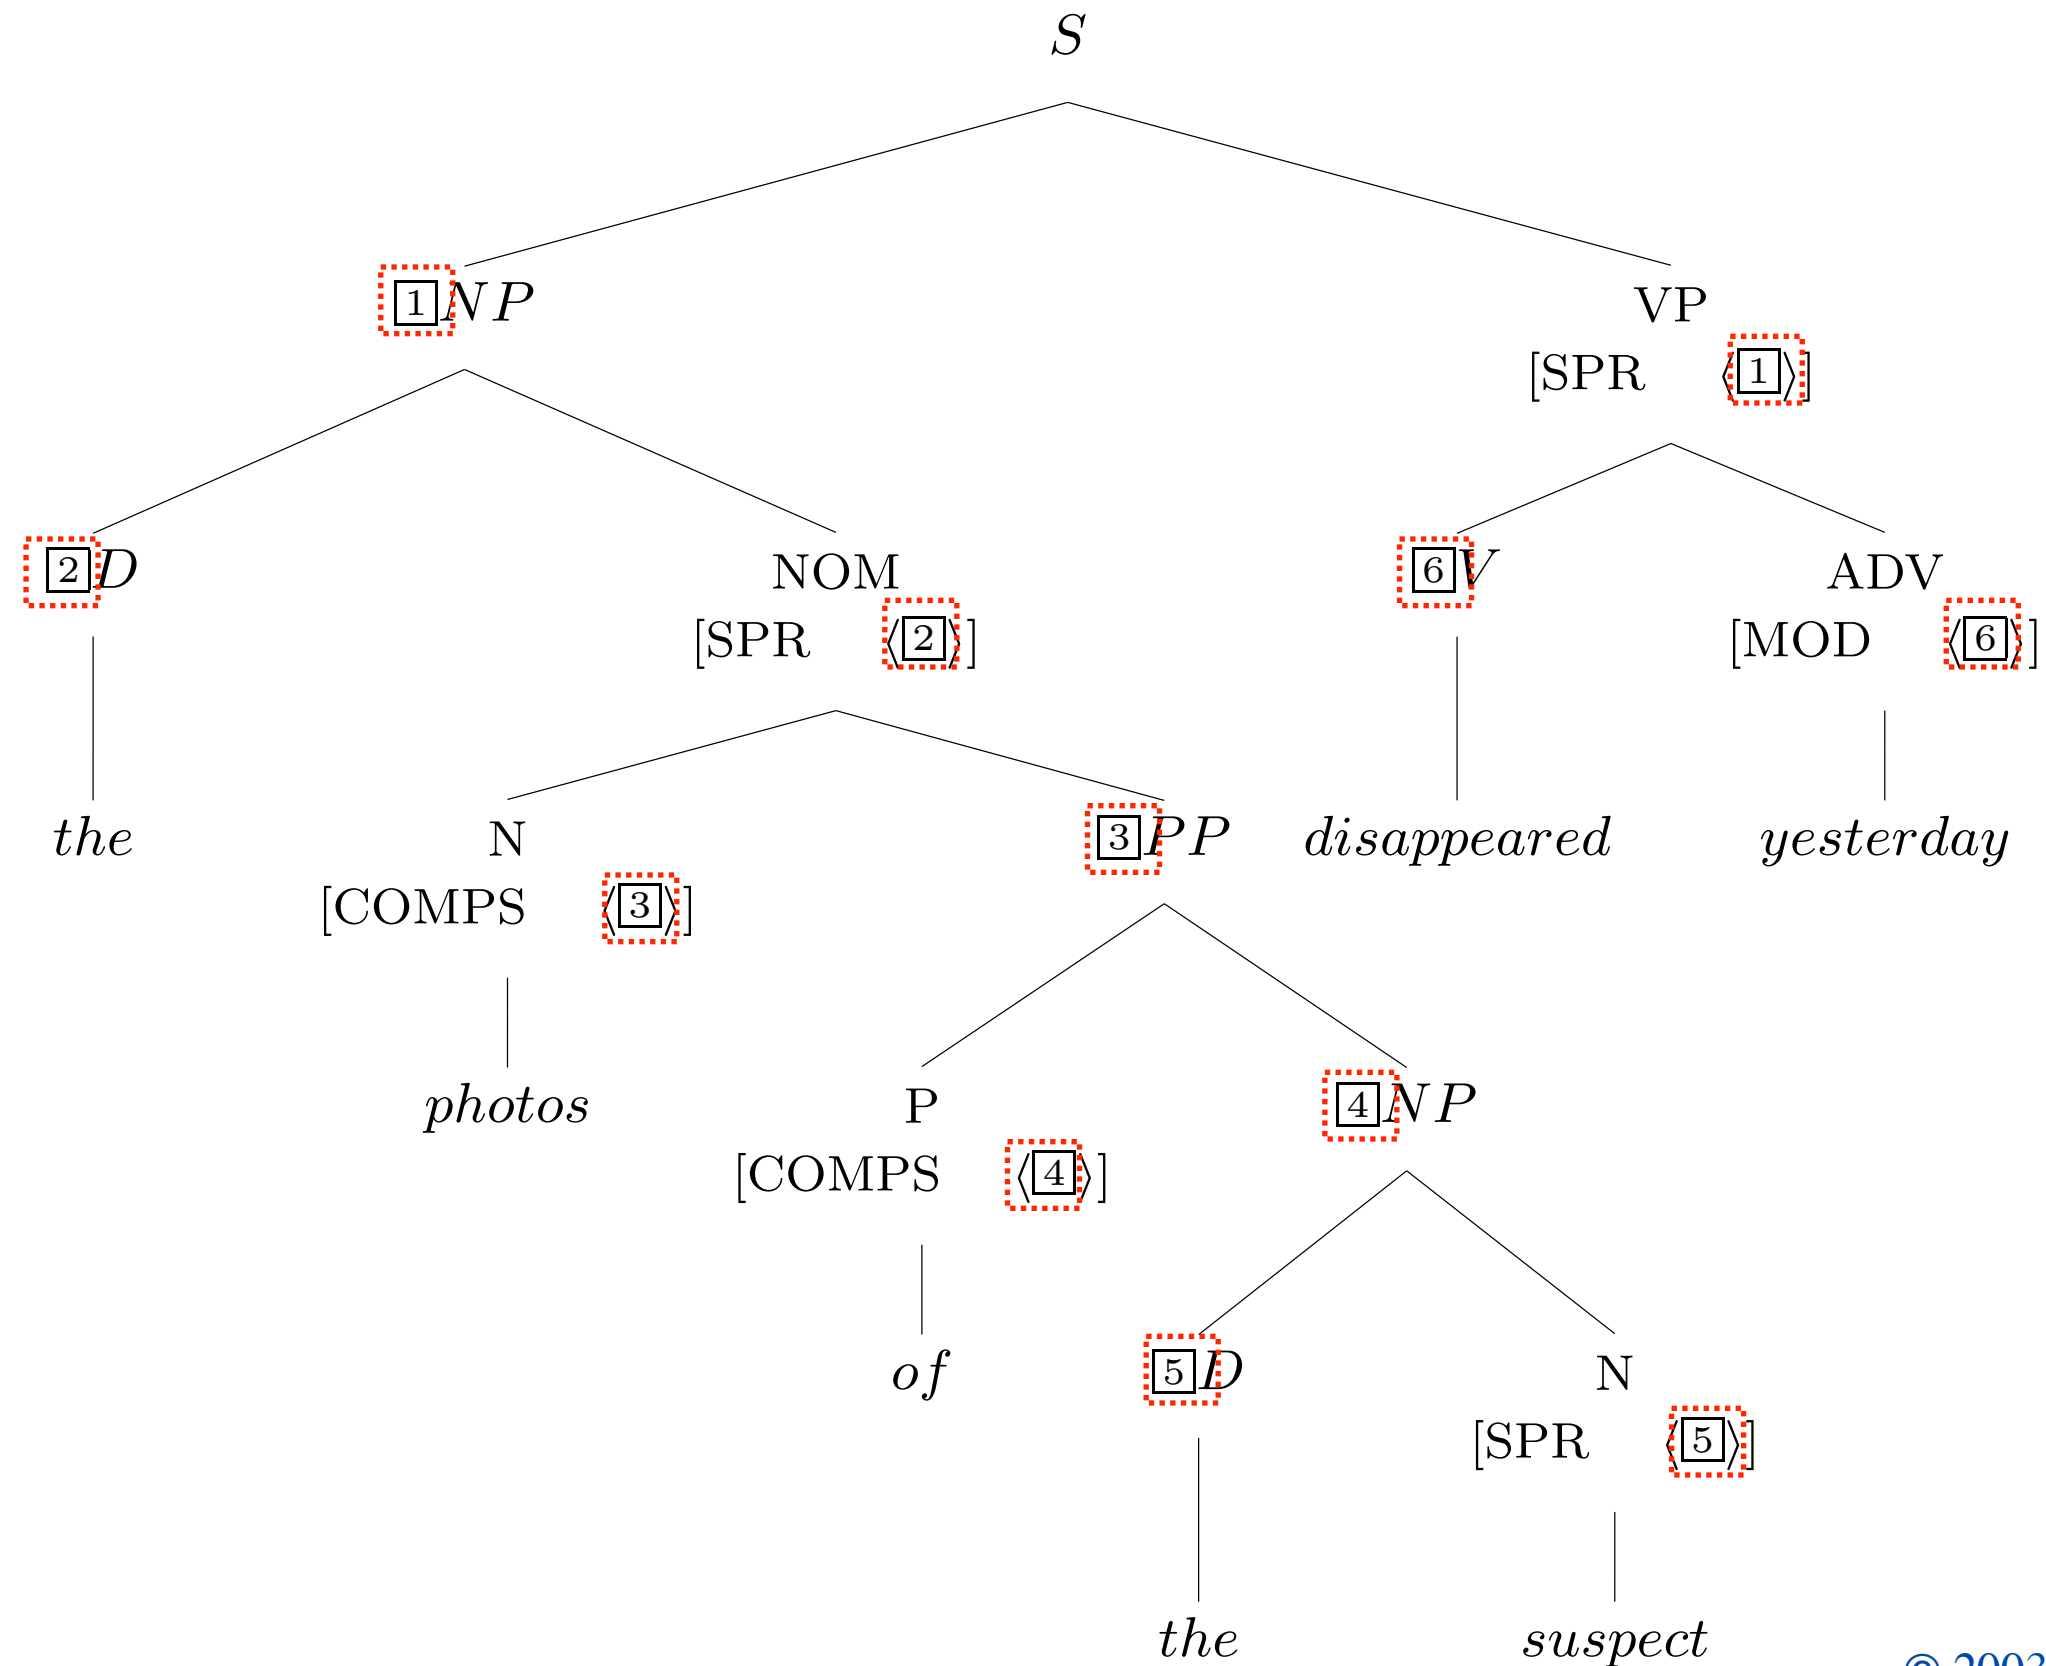 S
1 NP VP
[SPR ⟨ 1 ⟩]
2 D NOM 6 V ADV
[SPR ⟨ 2 ⟩] [MOD ⟨ 6 ⟩]
the N 3 PP disappeared yesterday
[COMPS ⟨ 3 ⟩]
photos P 4 NP
[COMPS ⟨ 4 ⟩]
of 5 D N
[SPR ⟨ 5 ⟩]
the suspect
© 2003